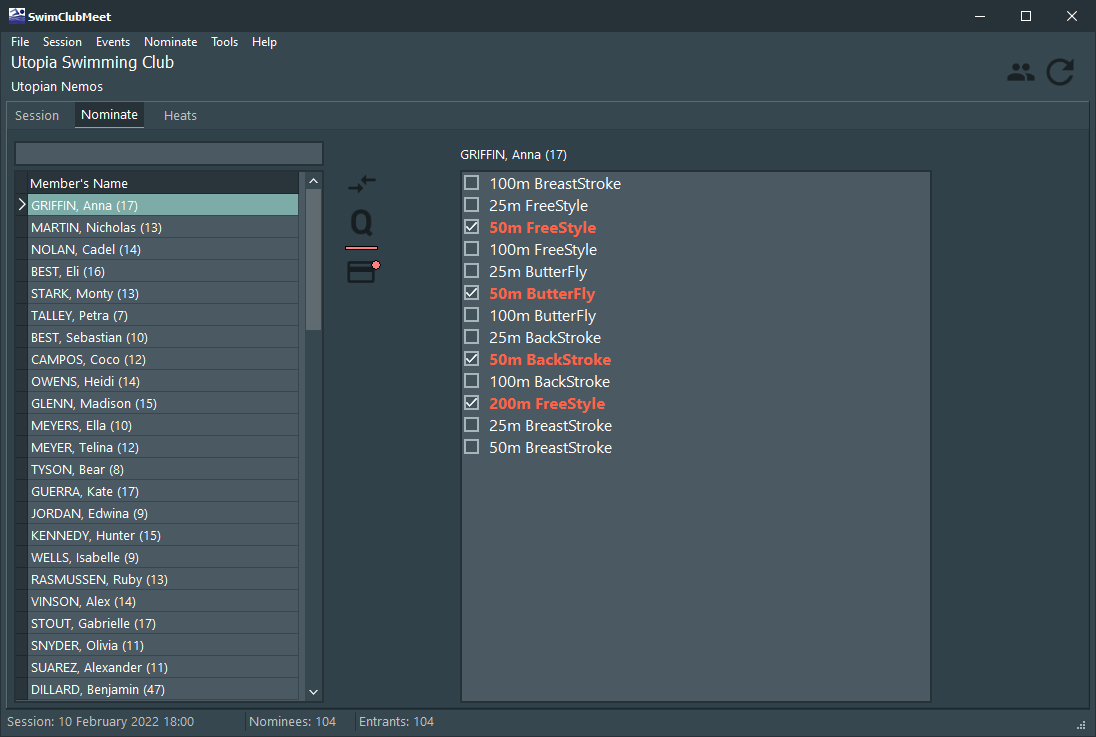 SwimClubMeet
File Session Events Nominate Tools Help
Utopia Swimming Club
Utopian Nemos
Session Nominate Heats
GRIFFIN, Anna (17)
Member's Name
GRIFFIN, Anna (17)
MARTIN, Nicholas (13)
NOLAN, Cadel (14)
BEST, Eli (16)
STARK, Monty (13)
TALLEY, Petra (7)
BEST, Sebastian (10)
CAMPOS, Coco (12)
OWENS, Heidi (14)
GLENN, Madison (15)
MEYERS, Ella (10)
MEYER, Telina (12)
TYSON, Bear (8)
GUERRA, Kate (17)
JORDAN, Edwina (9)
KENNEDY, Hunter (15)
WELLS, Isabelle (9)
RASMUSSEN, Ruby (13)
VINSON, Alex (14)
STOUT, Gabrielle (17)
SNYDER, Olivia (11)
SUAREZ, Alexander (11)
DILLARD, Benjamin (47)
Q
100m BreastStroke
25m FreeStyle
50m FreeStyle
100m FreeStyle
25m ButterFly
50m ButterFly
100m ButterFly
25m BackStroke
50m BackStroke
100m BackStroke
200m FreeStyle
25m BreastStroke
50m BreastStroke
Session: 10 February 2022 18:00 Nominees: 104 Entrants: 104